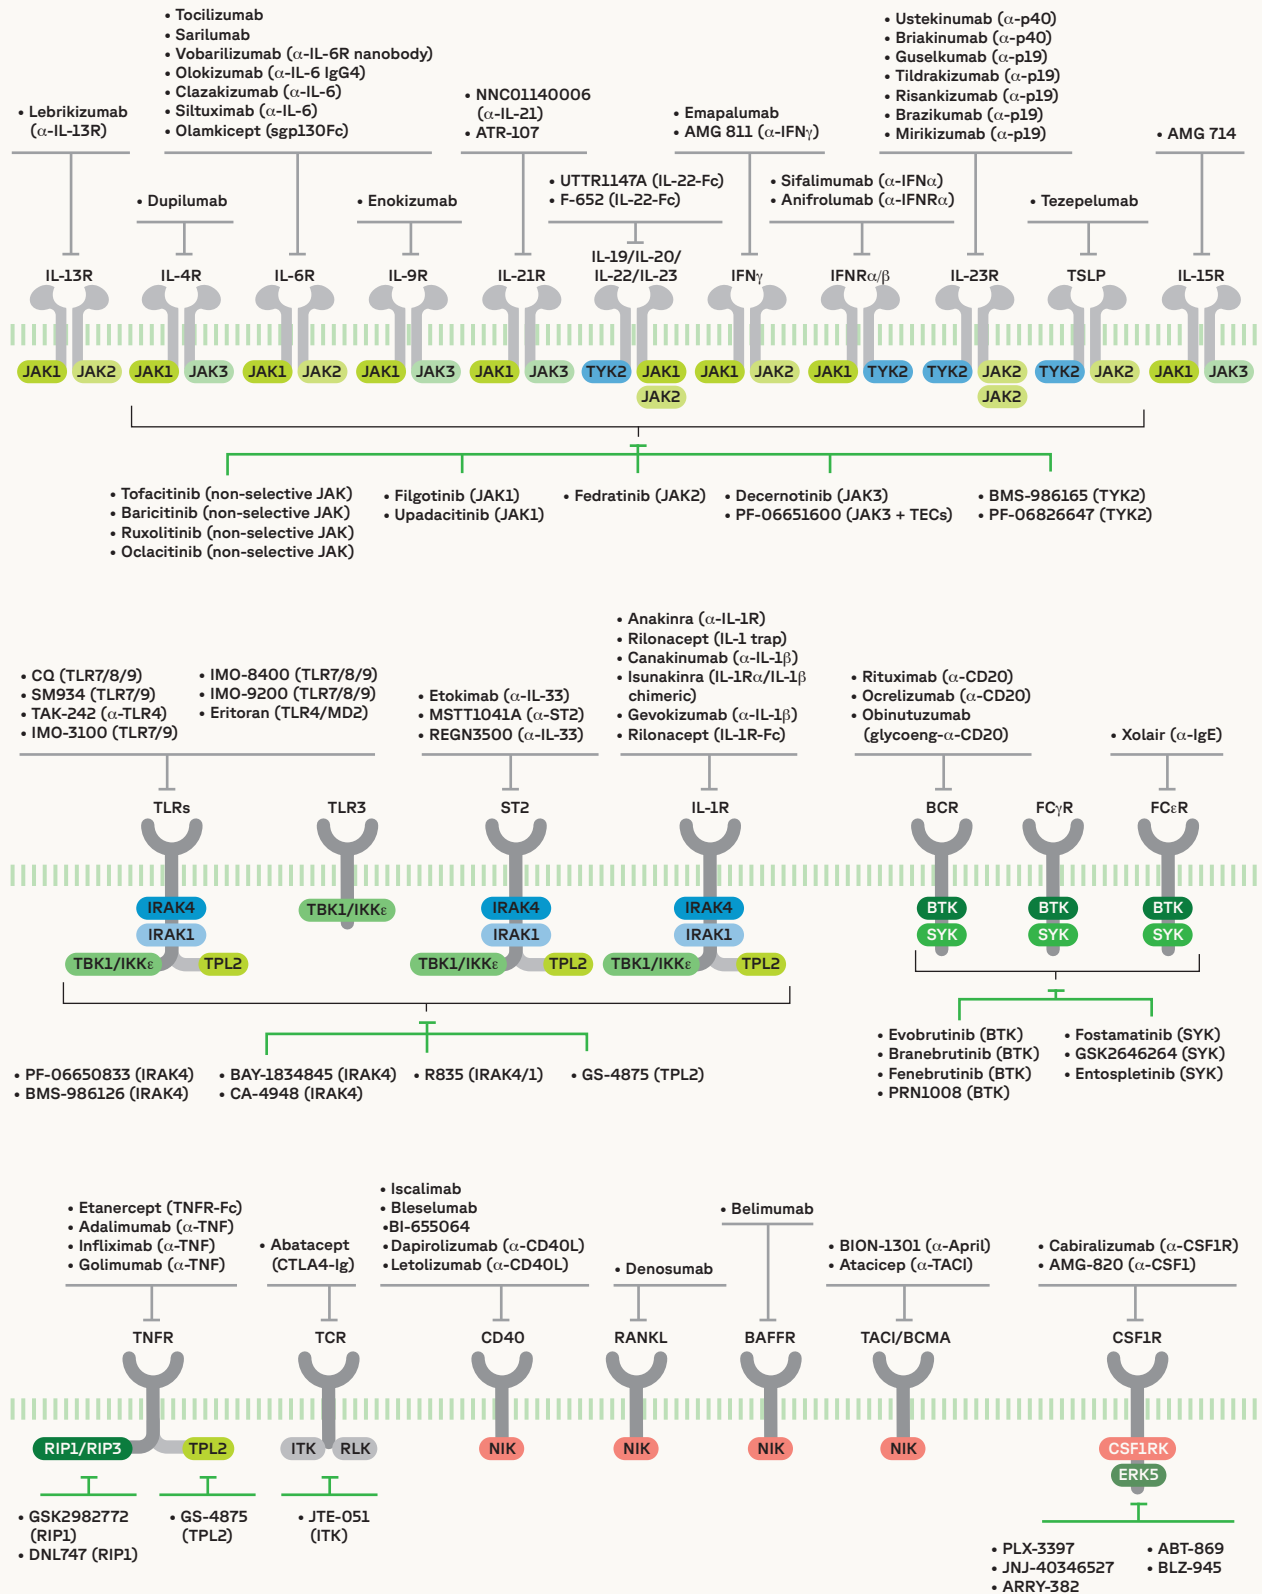 • Lebrikizumab
(α-IL-13R)
• Tocilizumab
• Sarilumab
• Vobarilizumab (α-IL-6R nanobody)
• Olokizumab (α-IL-6 IgG4)
• Clazakizumab (α-IL-6)
• Siltuximab (α-IL-6)
• Olamkicept (sgp130Fc)
• NNC01140006
(α-IL-21)
• ATR-107
• Emapalumab
• AMG 811 (α-IFNγ)
• Ustekinumab (α-p40)
• Briakinumab (α-p40)
• Guselkumab (α-p19)
• Tildrakizumab (α-p19)
• Risankizumab (α-p19)
• Brazikumab (α-p19)
• Mirikizumab (α-p19)
• AMG 714
• Dupilumab
• Enokizumab
• UTTR1147A (IL-22-Fc)
• F-652 (IL-22-Fc)
• Sifalimumab (α-IFNα)
• Anifrolumab (α-IFNRα)
• Tezepelumab
IL-13R
IL-4R
IL-6R
IL-9R
IL-21R
IL-19/IL-20/
IL-22/IL-23
IFNγ
IFNRα/β
IL-23R
TSLP
IL-15R
JAK1 JAK2
JAK1 JAK3
JAK1 JAK2
JAK1 JAK3
JAK1 JAK3
TYK2 JAK1
JAK2
JAK1 JAK2
JAK1 TYK2
TYK2 JAK2
JAK2
TYK2 JAK2
JAK1 JAK3
• Tofacitinib (non-selective JAK)
• Baricitinib (non-selective JAK)
• Ruxolitinib (non-selective JAK)
• Oclacitinib (non-selective JAK)
• Filgotinib (JAK1)
• Upadacitinib (JAK1)
• Fedratinib (JAK2)
• Decernotinib (JAK3)
• PF-06651600 (JAK3 + TECs)
• BMS-986165 (TYK2)
• PF-06826647 (TYK2)
• CQ (TLR7/8/9)
• SM934 (TLR7/9)
• TAK-242 (α-TLR4)
• IMO-3100 (TLR7/9)
• IMO-8400 (TLR7/8/9)
• IMO-9200 (TLR7/8/9)
• Eritoran (TLR4/MD2)
• Etokimab (α-IL-33)
• MSTT1041A (α-ST2)
• REGN3500 (α-IL-33)
• Anakinra (α-IL-1R)
• Rilonacept (IL-1 trap)
• Canakinumab (α-IL-1β)
• Isunakinra (IL-1Rα/IL-1β
chimeric)
• Gevokizumab (α-IL-1β)
• Rilonacept (IL-1R-Fc)
• Rituximab (α-CD20)
• Ocrelizumab (α-CD20)
• Obinutuzumab
(glycoeng-α-CD20)
• Xolair (α-IgE)
TLRs
TLR3
ST2
IL-1R
BCR
FCγR
FCεR
IRAK4
IRAK1
TBK1/IKKε TPL2
TBK1/IKKε
IRAK4
IRAK1
TBK1/IKKε TPL2
IRAK4
IRAK1
TBK1/IKKε TPL2
BTK
SYK
BTK
SYK
BTK
SYK
• PF-06650833 (IRAK4)
• BMS-986126 (IRAK4)
• BAY-1834845 (IRAK4)
• CA-4948 (IRAK4)
• R835 (IRAK4/1)
• GS-4875 (TPL2)
• Evobrutinib (BTK)
• Branebrutinib (BTK)
• Fenebrutinib (BTK)
• PRN1008 (BTK)
• Fostamatinib (SYK)
• GSK2646264 (SYK)
• Entospletinib (SYK)
• Etanercept (TNFR-Fc)
• Adalimumab (α-TNF)
• Infliximab (α-TNF)
• Golimumab (α-TNF)
• Abatacept
(CTLA4-Ig)
• Iscalimab
• Bleselumab
•BI-655064
• Dapirolizumab (α-CD40L)
• Letolizumab (α-CD40L)
• Denosumab
• Belimumab
• BION-1301 (α-April)
• Atacicep (α-TACI)
• Cabiralizumab (α-CSF1R)
• AMG-820 (α-CSF1)
TNFR
TCR
CD40
RANKL
BAFFR
TACI/BCMA
CSF1R
RIP1/RIP3 TPL2
ITK RLK
NIK
NIK
NIK
NIK
CSF1RK
ERK5
• GSK2982772
(RIP1)
• DNL747 (RIP1)
• GS-4875
(TPL2)
• JTE-051
(ITK)
• PLX-3397
• JNJ-40346527
• ARRY-382
• ABT-869
• BLZ-945